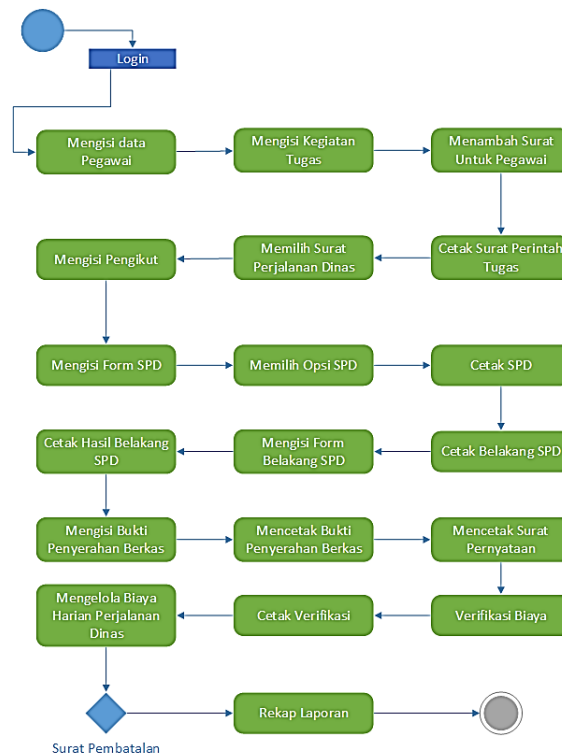 Login
Mengisi data
Pegawai
Mengisi Kegiatan
Tugas
Menambah Surat
Untuk Pegawai
Mengisi Pengikut
Memilih Surat
Perjalanan Dinas
Cetak Surat Perintah
Tugas
Mengisi Form SPD
Memilih Opsi SPD
Cetak SPD
Cetak Hasil Belakang
SPD
Mengisi Form
Belakang SPD
Cetak Belakang SPD
Mengisi Bukti
Penyerahan Berkas
Mencetak Bukti
Penyerahan Berkas
Mencetak Surat
Pernyataan
Mengelola Biaya
Harian Perjalanan
Dinas
Cetak Verifikasi
Verifikasi Biaya
Rekap Laporan
Surat Pembatalan